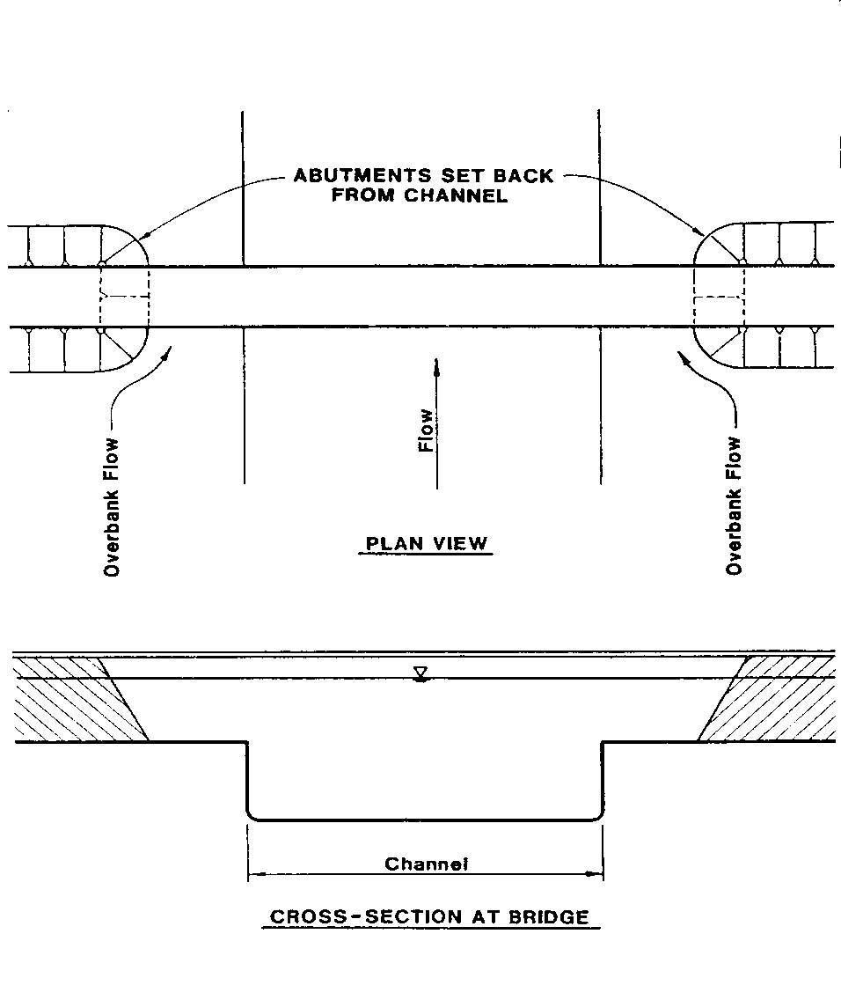 ABUTMENTS SET BACK
FROM CHANNEL
Flow
Overbank Flow
Overbank Flow
PLAN VIEW
Channel
CROSS-SECTION AT BRIDGE